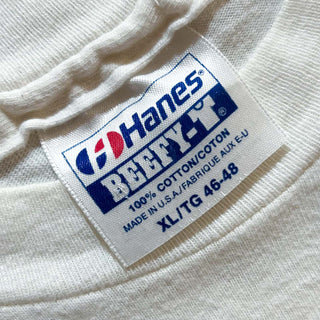 Hanes®
BEEFY-T®
100% COTTON/COTON
MADE IN U.S.A./FABRIQUE AUX E-U
XL/TG 46-48